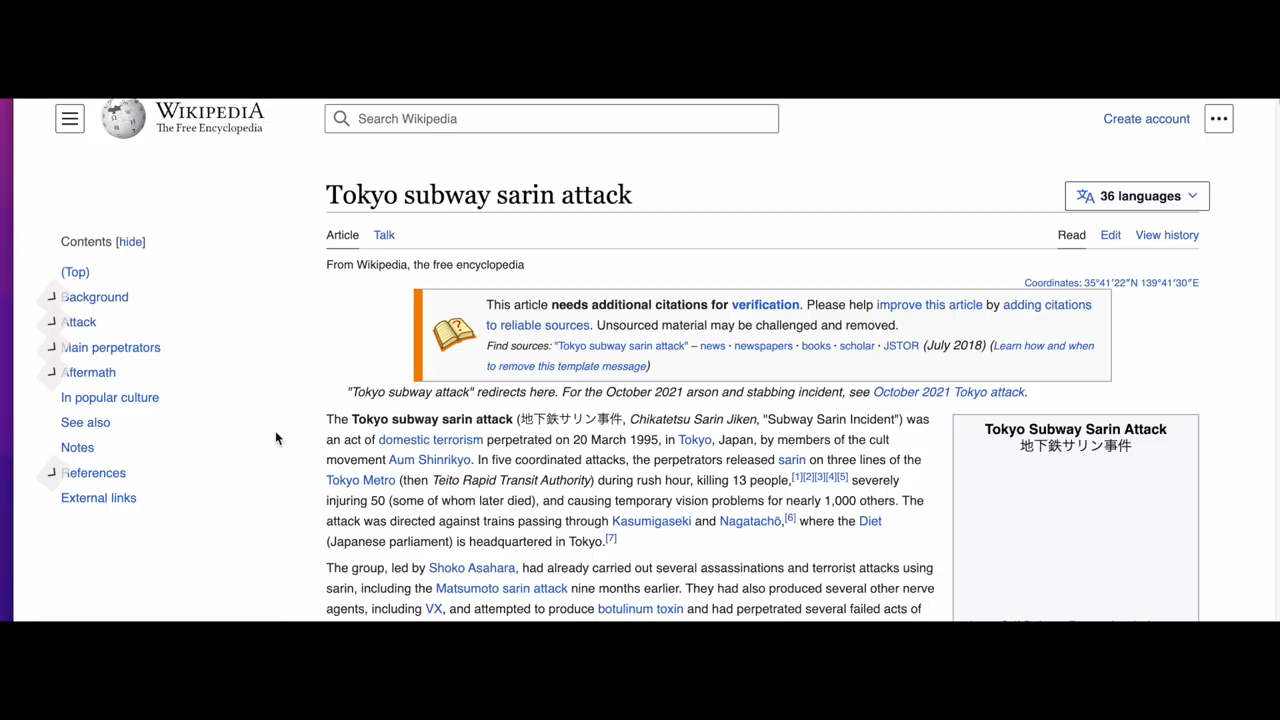 WIKIPEDIA
The Free Encyclopedia
Search Wikipedia
Create account
Tokyo subway sarin attack
36 languages
Contents [hide]
(Top)
Background
Attack
Main perpetrators
Aftermath
In popular culture
See also
Notes
References
External links
Article Talk
Read Edit View history
From Wikipedia, the free encyclopedia
Coordinates: 35°41′22″N 139°41′30″E
This article needs additional citations for verification. Please help improve this article by adding citations
to reliable sources. Unsourced material may be challenged and removed.
Find sources: "Tokyo subway sarin attack" – news · newspapers · books · scholar · JSTOR (July 2018) (Learn how and when
to remove this template message)
"Tokyo subway attack" redirects here. For the October 2021 arson and stabbing incident, see October 2021 Tokyo attack.
The Tokyo subway sarin attack (地下鉄サリン事件, Chikatetsu Sarin Jiken, "Subway Sarin Incident") was
an act of domestic terrorism perpetrated on 20 March 1995, in Tokyo, Japan, by members of the cult
movement Aum Shinrikyo. In five coordinated attacks, the perpetrators released sarin on three lines of the
Tokyo Metro (then Teito Rapid Transit Authority) during rush hour, killing 13 people,[1][2][3][4][5] severely
injuring 50 (some of whom later died), and causing temporary vision problems for nearly 1,000 others. The
attack was directed against trains passing through Kasumigaseki and Nagatachō,[6] where the Diet
(Japanese parliament) is headquartered in Tokyo.[7]
The group, led by Shoko Asahara, had already carried out several assassinations and terrorist attacks using
sarin, including the Matsumoto sarin attack nine months earlier. They had also produced several other nerve
agents, including VX, and attempted to produce botulinum toxin and had perpetrated several failed acts of
Tokyo Subway Sarin Attack
地下鉄サリン事件